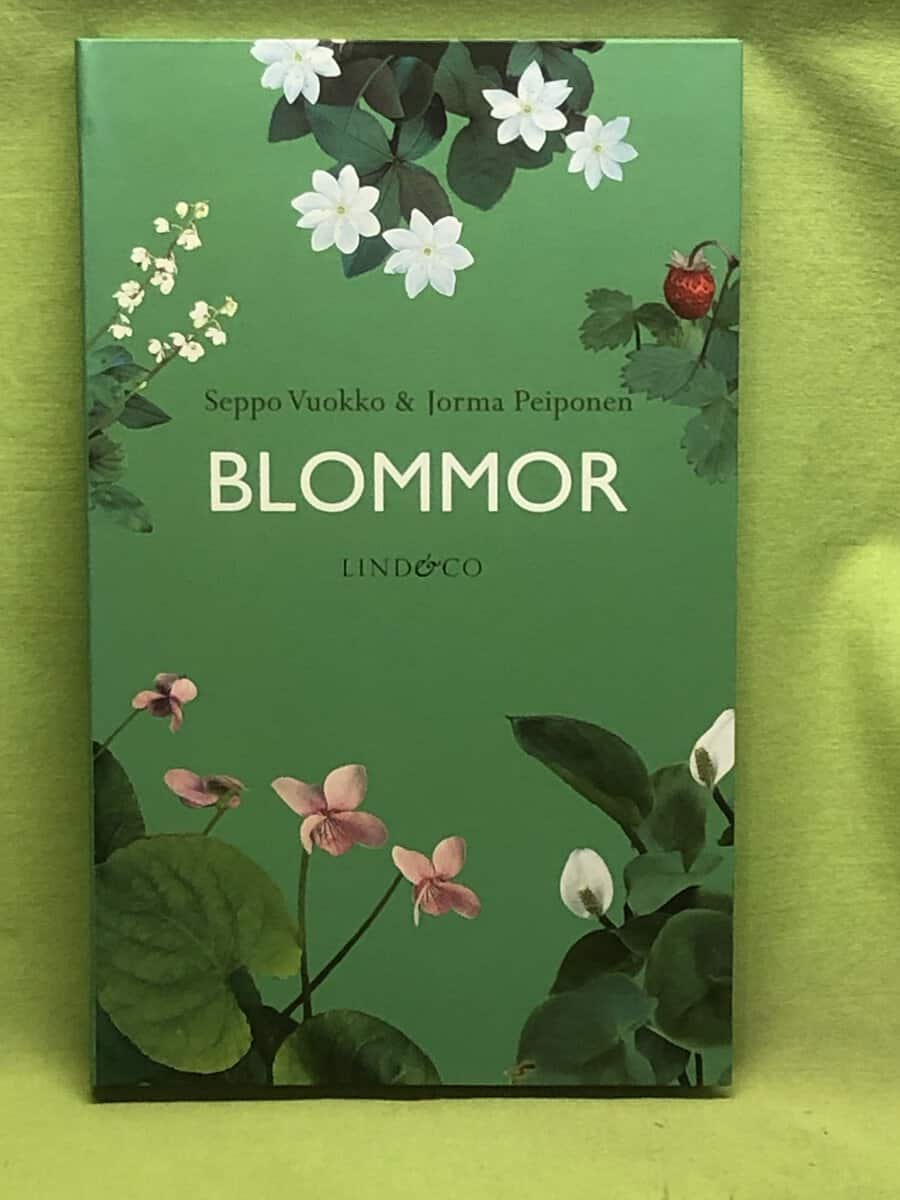 Seppo Vuokko & Jorma Peiponen
BLOMMOR
LIND&CO